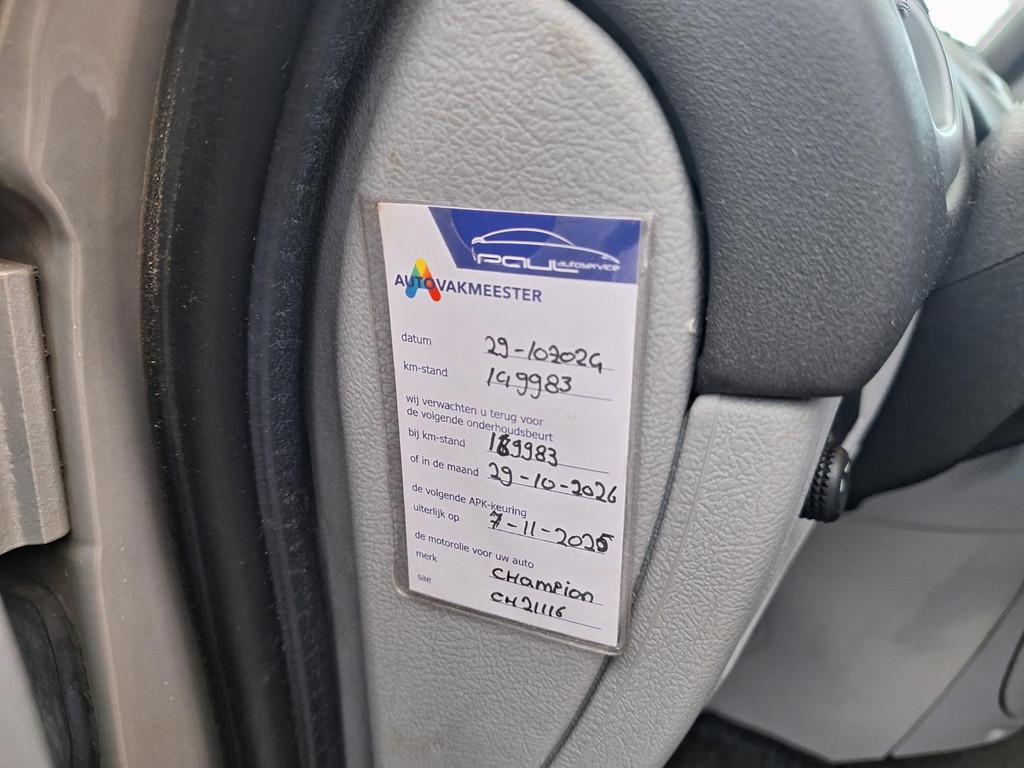 PAUL autoservice
AUTOVAKMEESTER
datum 29-102024
km-stand 149983
wij verwachten u terug voor
de volgende onderhoudsbeurt
bij km-stand 189983
of in de maand 29-10-2026
de volgende APK-keuring
uiterlijk op 7-11-2025
de motorolie voor uw auto
merk CHAMPION
sae CH21116